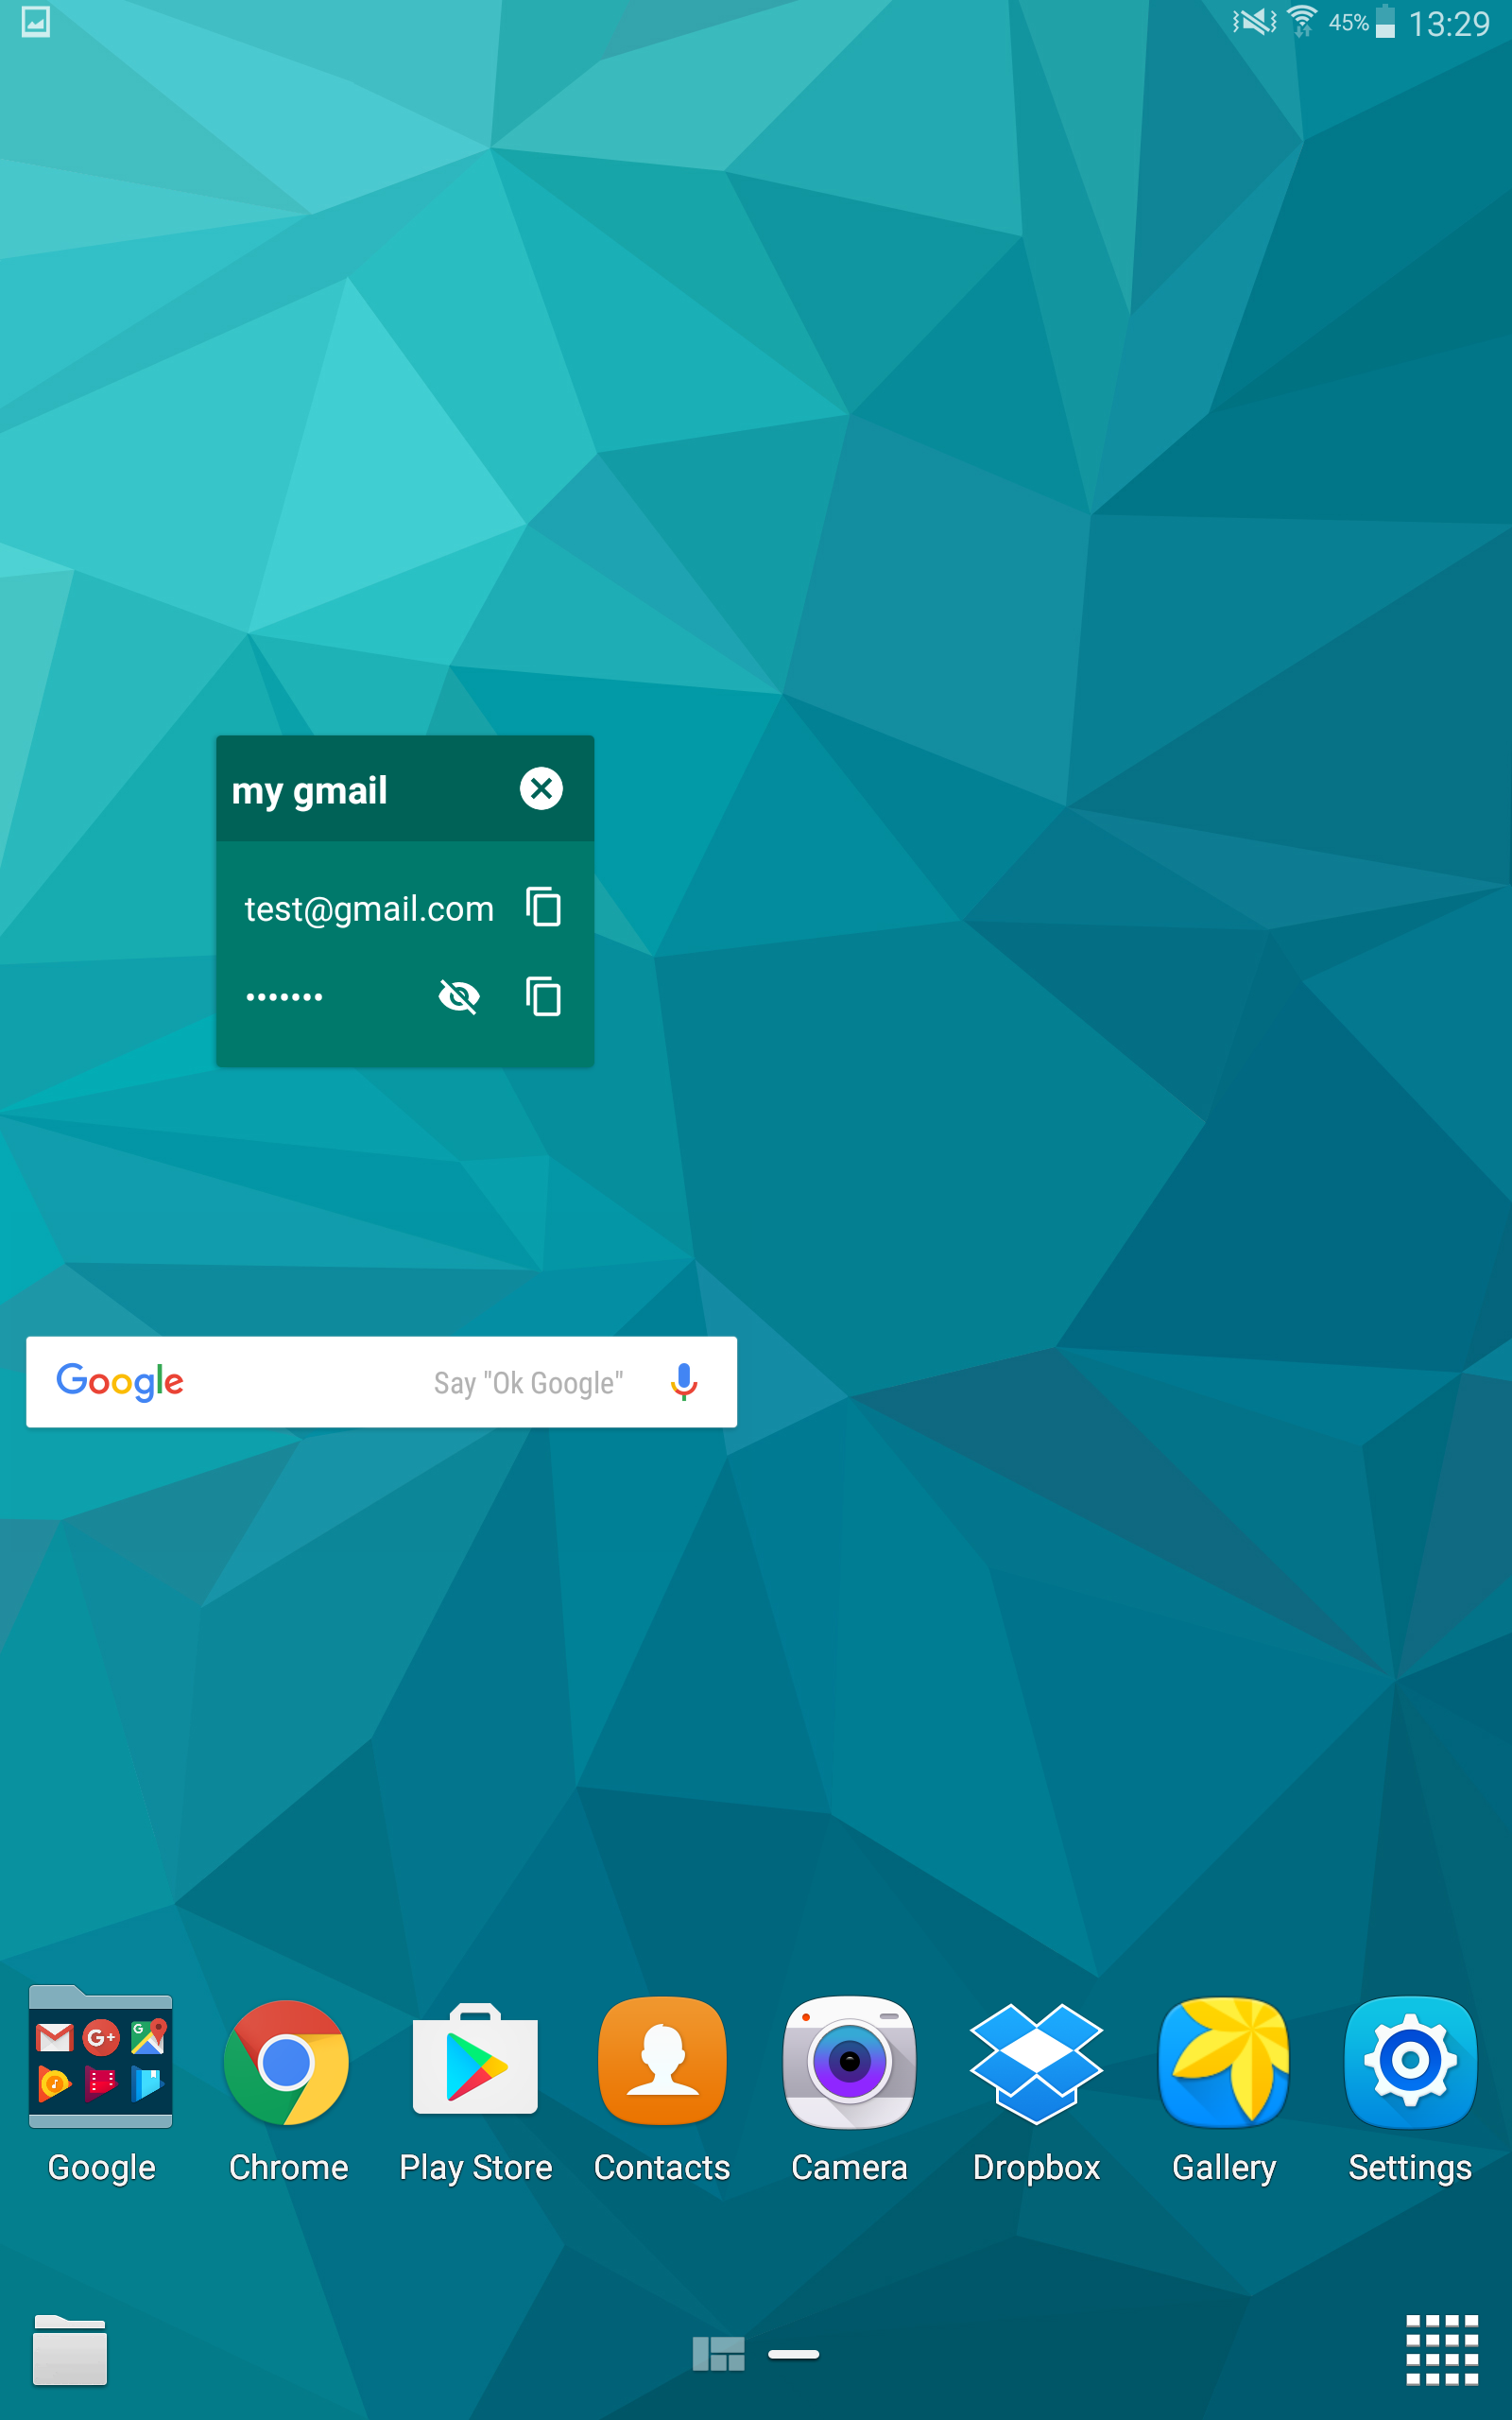 45% 13:29
my gmail
test@gmail.com
•••••••
Google Say "Ok Google"
Google Chrome Play Store Contacts Camera Dropbox Gallery Settings